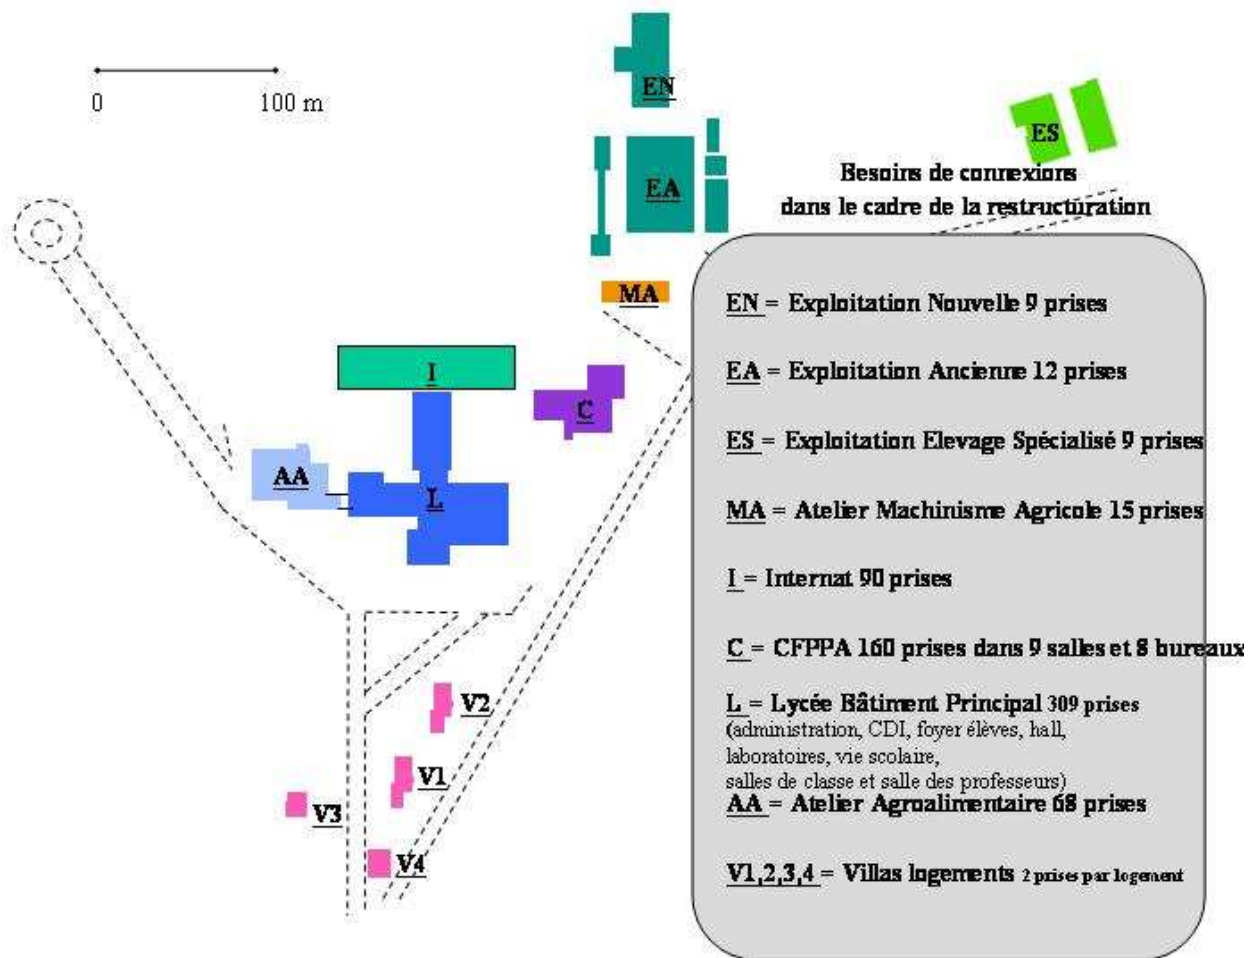 0
100 m
EN
ES
EA
Besoins de connexions
dans le cadre de la restructuration
MA
I
C
AA
L
V2
V1
V3
V4
EN = Exploitation Nouvelle 9 prises
EA = Exploitation Ancienne 12 prises
ES = Exploitation Elevage Spécialisé 9 prises
MA = Atelier Machinisme Agricole 15 prises
I = Internat 90 prises
C = CFPPA 160 prises dans 9 salles et 8 bureaux
L = Lycée Bâtiment Principal 309 prises
(administration, CDI, foyer élèves, hall,
laboratoires, vie scolaire,
salles de classe et salle des professeurs)
AA = Atelier Agroalimentaire 68 prises
V1,2,3,4 = Villas logements 2 prises par logement